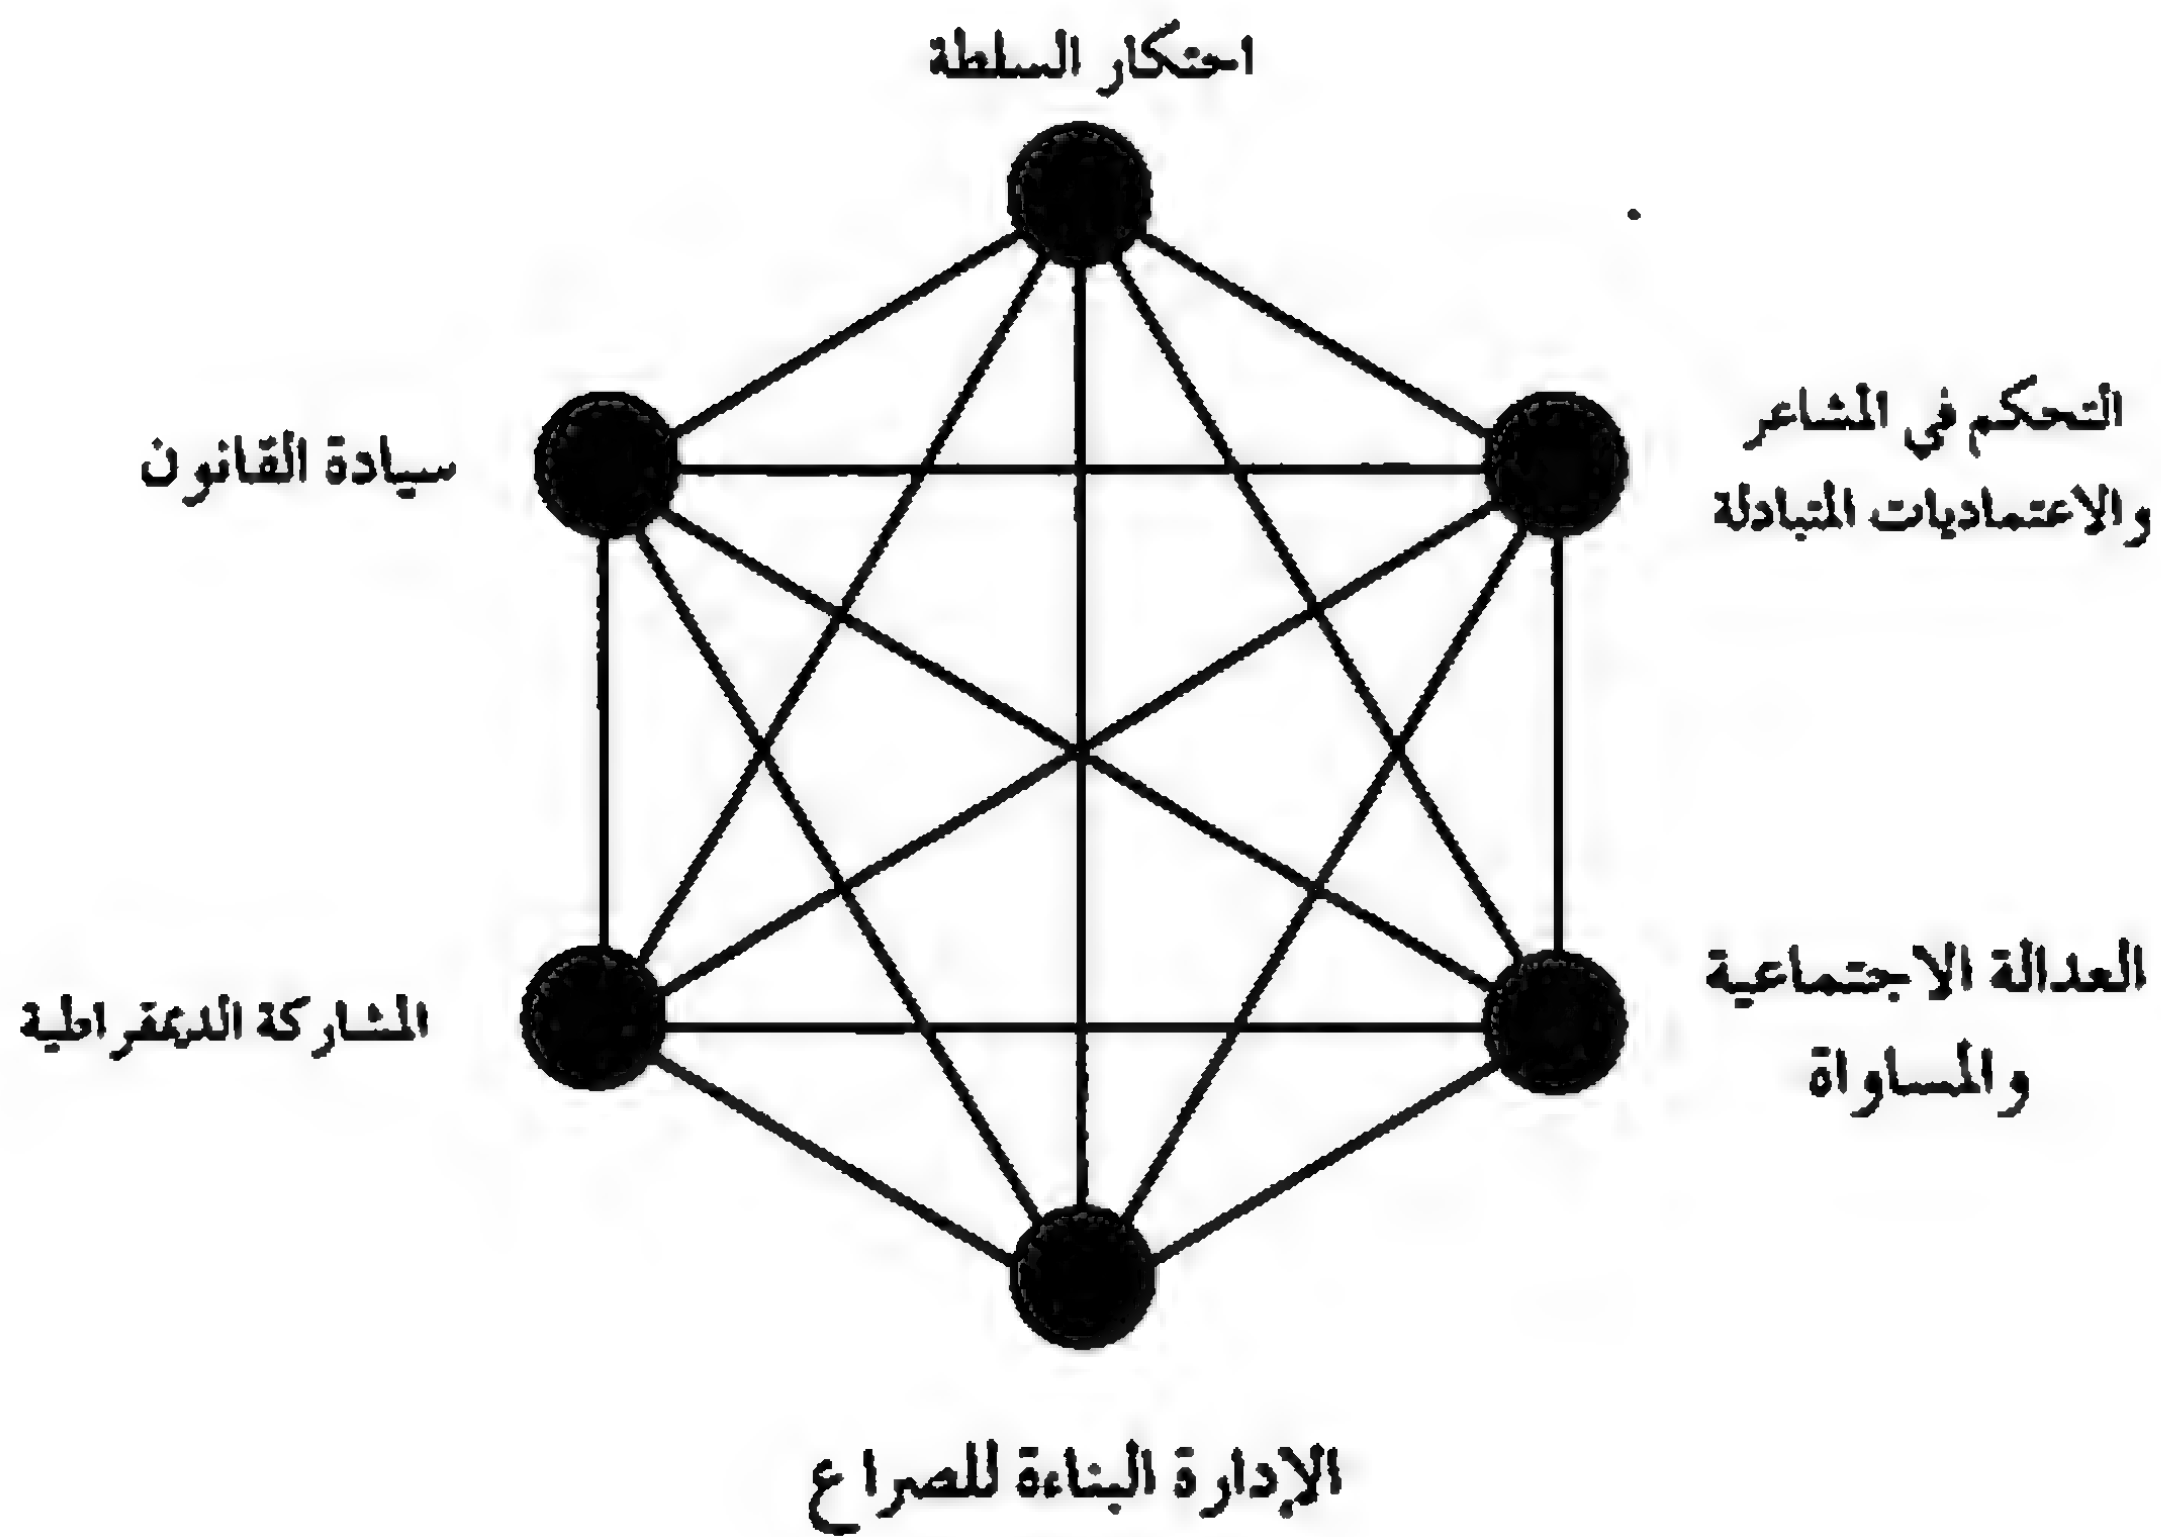 احتكار السلطة
التحكم في المشاعر
والاعتماديات المتبادلة
سيادة القانون
العدالة الاجتماعية
والمساواة
المشاركة الديمقراطية
الإدارة البناءة للصراع